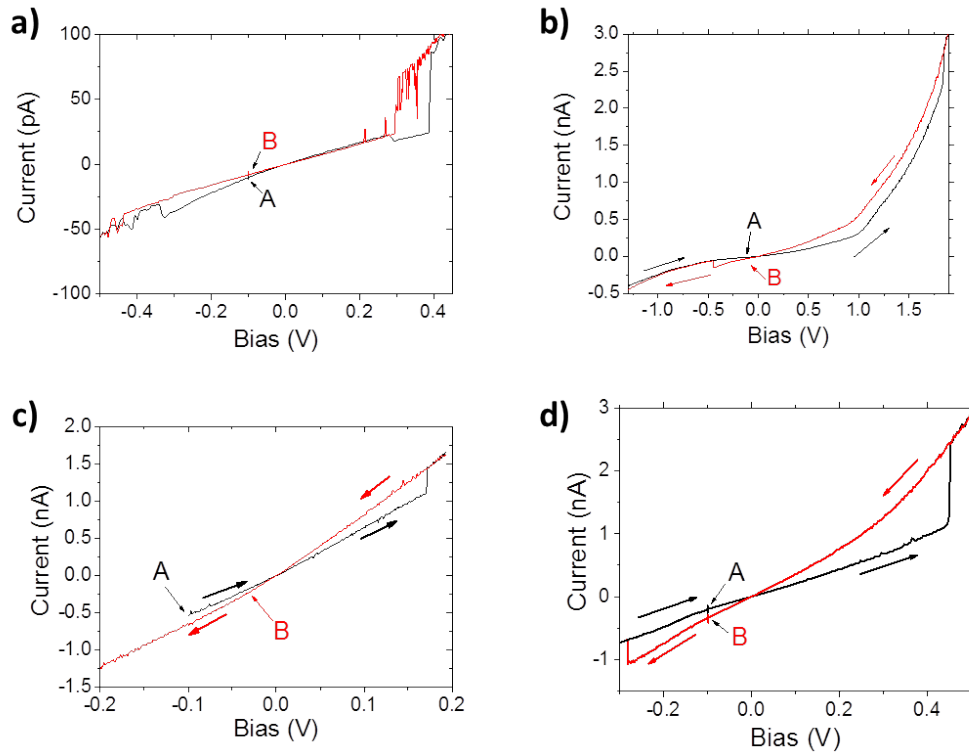 a)
100
50
0
-50
-100
Current (pA)
B
A
-0.4
-0.2
0.0
0.2
0.4
Bias (V)
b)
3.0
2.5
2.0
1.5
1.0
0.5
0.0
-0.5
Current (nA)
A
B
-1.0
-0.5
0.0
0.5
1.0
1.5
Bias (V)
c)
2.0
1.5
1.0
0.5
0.0
-0.5
-1.0
-1.5
Current (nA)
A
B
-0.2
-0.1
0.0
0.1
0.2
Bias (V)
d)
3
2
1
0
-1
Current (nA)
A
B
-0.2
0.0
0.2
0.4
Bias (V)